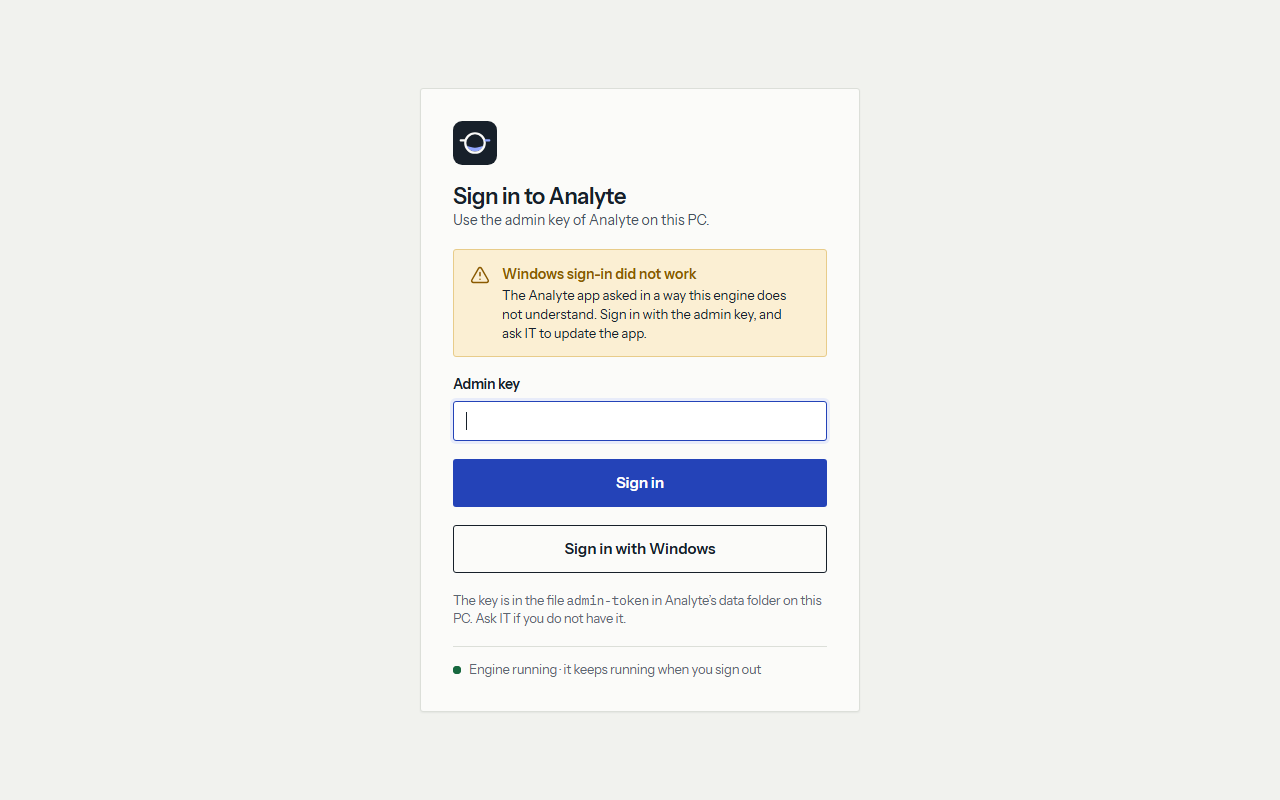 Sign in to Analyte
Use the admin key of Analyte on this PC.
Windows sign-in did not work
The Analyte app asked in a way this engine does
not understand. Sign in with the admin key, and
ask IT to update the app.
Admin key
Sign in
Sign in with Windows
The key is in the file admin-token in Analyte's data folder on this
PC. Ask IT if you do not have it.
Engine running · it keeps running when you sign out